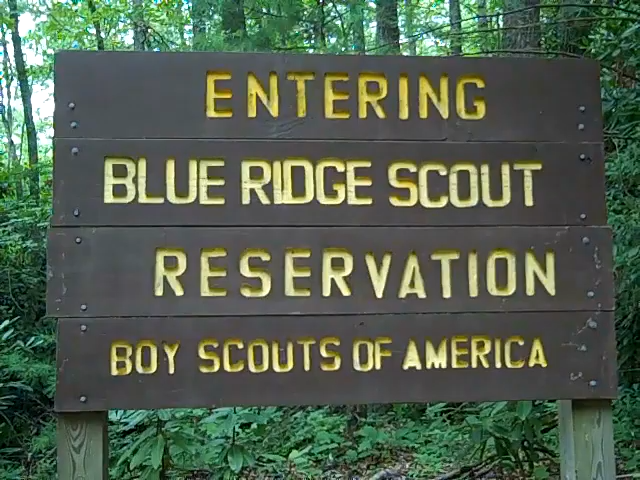 ENTERING
BLUE RIDGE SCOUT
RESERVATION
BOY SCOUTS OF AMERICA